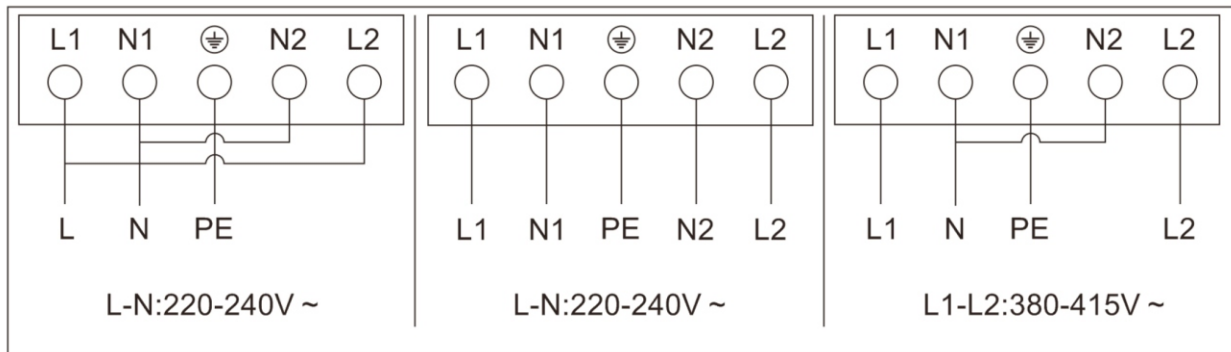 L1 N1 ⏚ N2 L2
L N PE
L-N:220-240V ~
L1 N1 ⏚ N2 L2
L1 N1 PE N2 L2
L-N:220-240V ~
L1 N1 ⏚ N2 L2
L1 N PE L2
L1-L2:380-415V ~